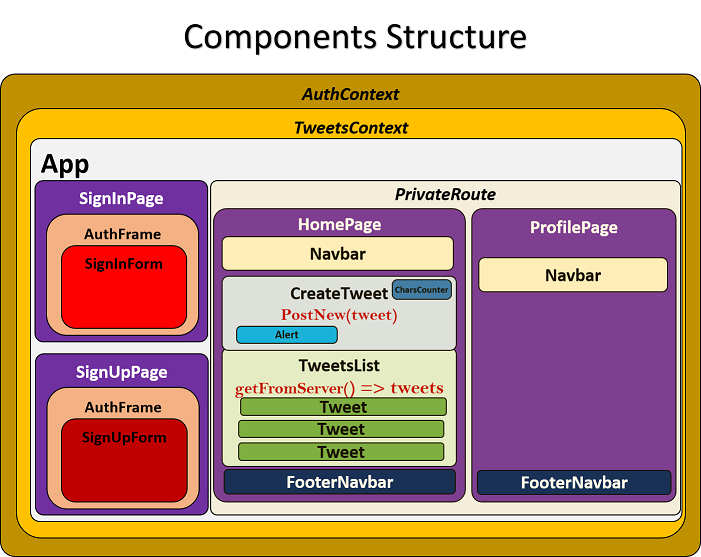 Components Structure
AuthContext
TweetsContext
App
SignInPage
AuthFrame
SignInForm
SignUpPage
AuthFrame
SignUpForm
PrivateRoute
HomePage
Navbar
CreateTweet
CharsCounter
PostNew(tweet)
Alert
TweetsList
getFromServer() => tweets
Tweet
Tweet
Tweet
FooterNavbar
ProfilePage
Navbar
FooterNavbar